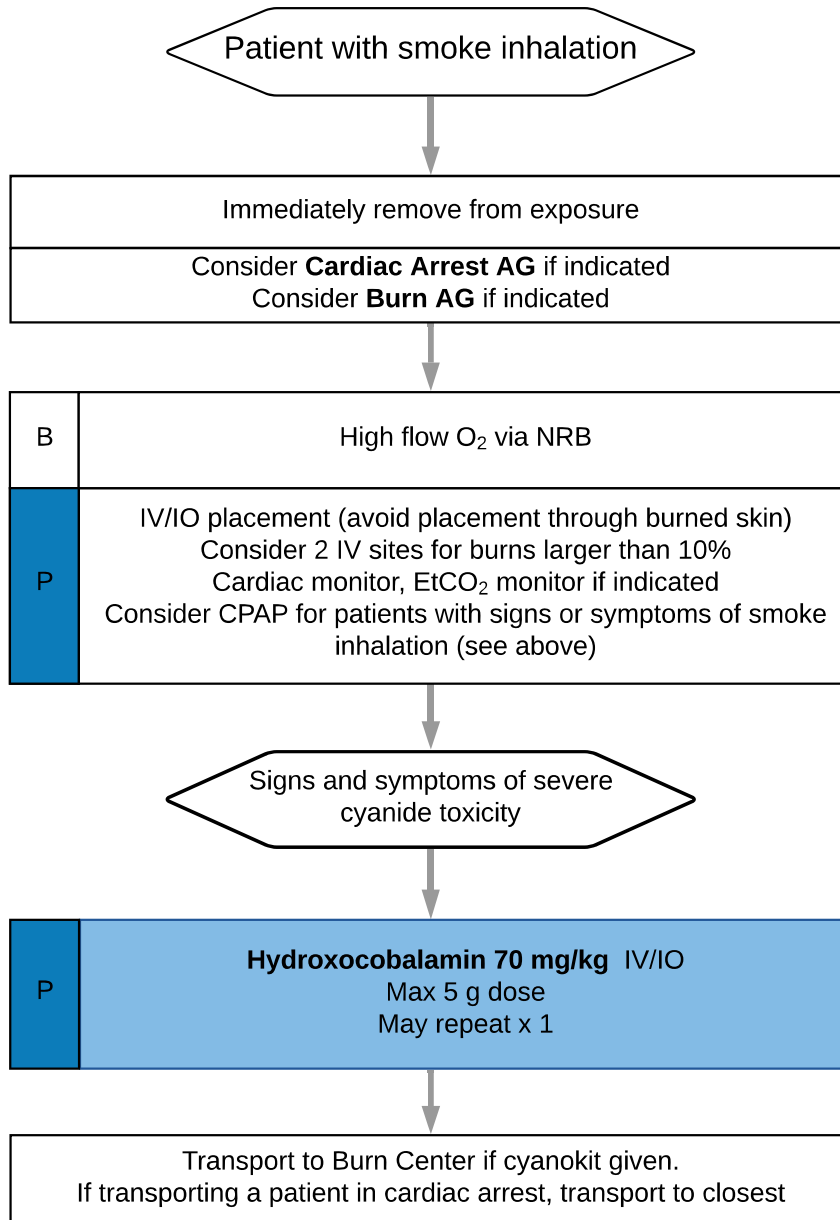 Patient with smoke inhalation
Immediately remove from exposure
Consider Cardiac Arrest AG if indicated
Consider Burn AG if indicated
B
High flow O₂ via NRB
P
IV/IO placement (avoid placement through burned skin)
Consider 2 IV sites for burns larger than 10%
Cardiac monitor, EtCO₂ monitor if indicated
Consider CPAP for patients with signs or symptoms of smoke
inhalation (see above)
Signs and symptoms of severe
cyanide toxicity
P
Hydroxocobalamin 70 mg/kg IV/IO
Max 5 g dose
May repeat x 1
Transport to Burn Center if cyanokit given.
If transporting a patient in cardiac arrest, transport to closest